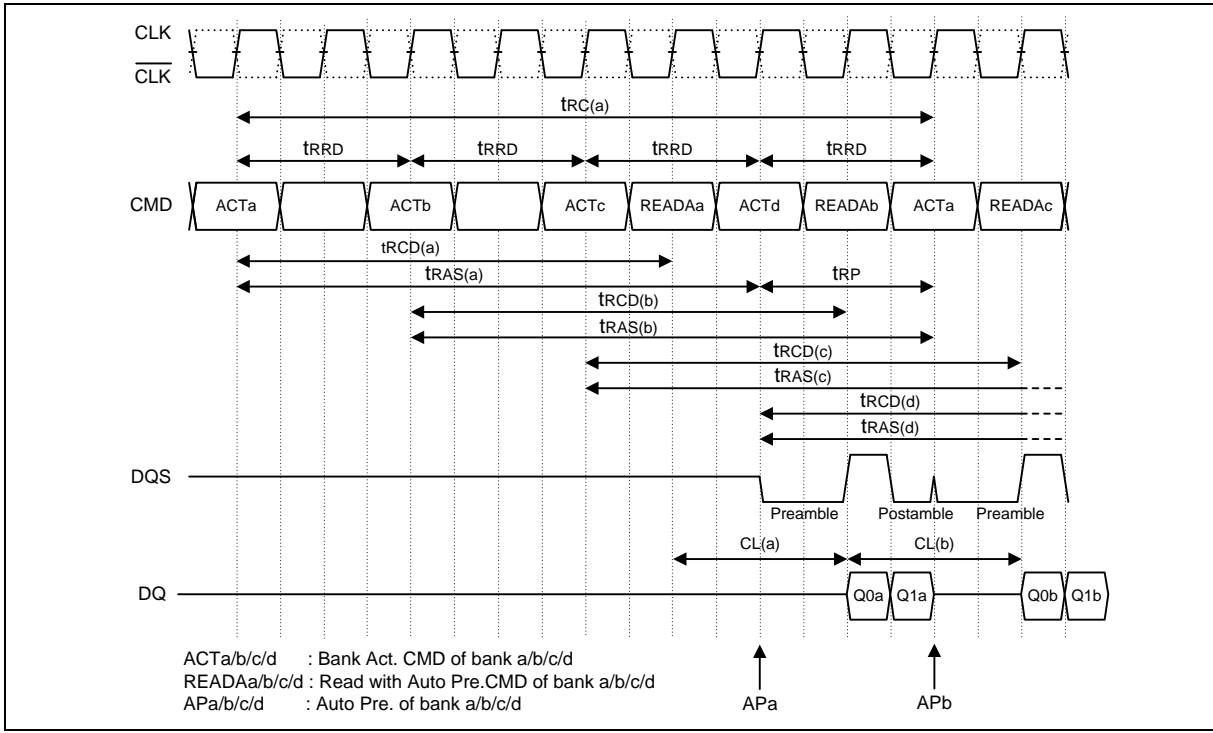 CLK
CLK
tRC(a)
tRRD tRRD tRRD tRRD
CMD ACTa ACTb ACTc READAa ACTd READAb ACTa READAc
tRCD(a)
tRAS(a) tRP
tRCD(b)
tRAS(b)
tRCD(c)
tRAS(c)
tRCD(d)
tRAS(d)
DQS
Preamble Postamble Preamble
CL(a) CL(b)
DQ Q0a Q1a Q0b Q1b
ACTa/b/c/d : Bank Act. CMD of bank a/b/c/d
READAa/b/c/d : Read with Auto Pre.CMD of bank a/b/c/d
APa/b/c/d : Auto Pre. of bank a/b/c/d
APa APb